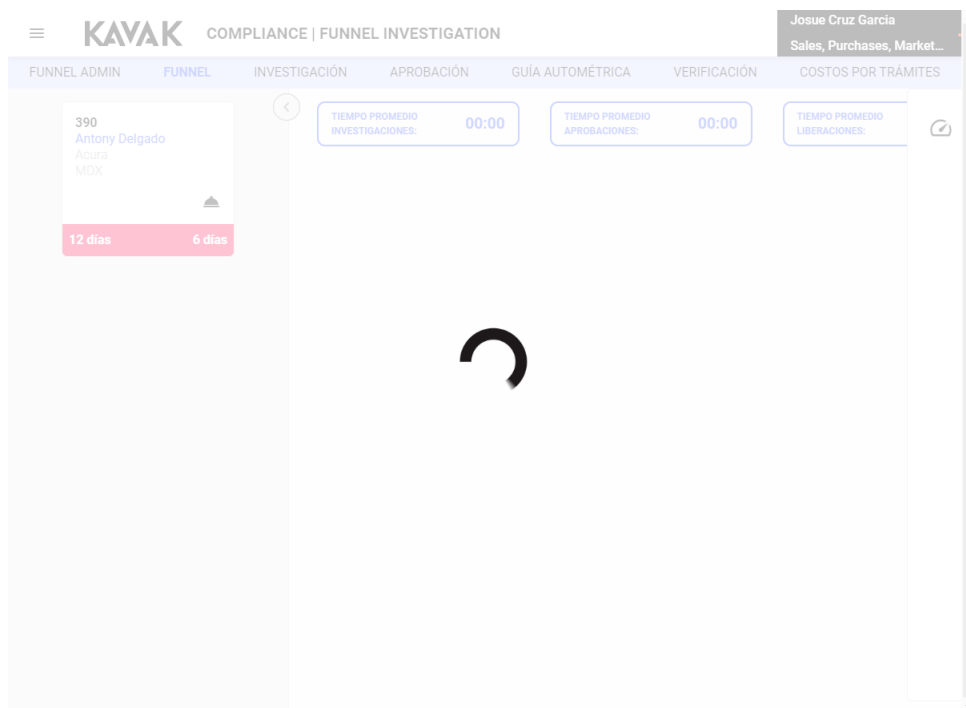 KAVAK COMPLIANCE | FUNNEL INVESTIGATION
Josue Cruz Garcia
Sales, Purchases, Market...
FUNNEL ADMIN FUNNEL INVESTIGACIÓN APROBACIÓN GUÍA AUTOMÉTRICA VERIFICACIÓN COSTOS POR TRÁMITES
390
Antony Delgado
Acura
MDX
12 días 6 días
TIEMPO PROMEDIO
INVESTIGACIONES: 00:00
TIEMPO PROMEDIO
APROBACIONES: 00:00
TIEMPO PROMEDIO
LIBERACIONES: